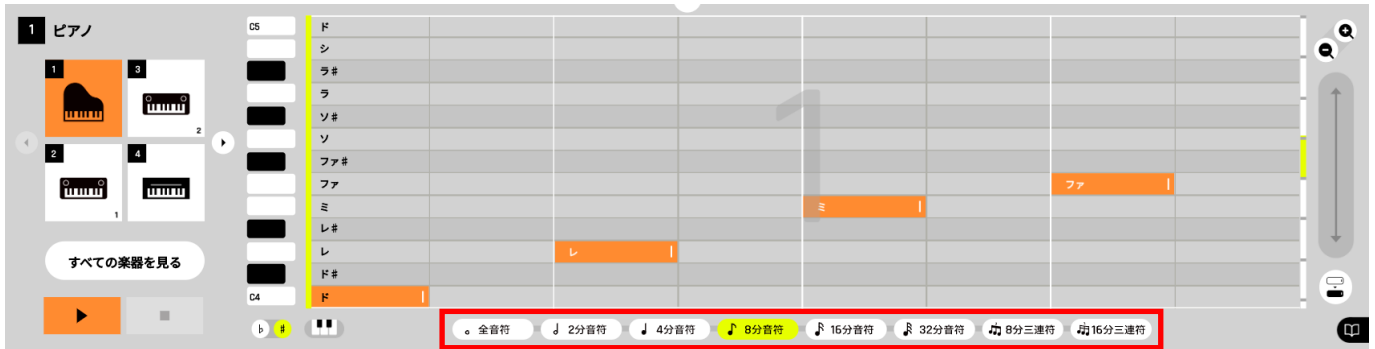 1 ピアノ
1
3
2
2
4
1
すべての楽器を見る
C5 ド
シ
ラ#
ラ
ソ#
ソ
ファ#
ファ
ミ
レ#
レ
ド#
C4 ド
1
ファ
ミ
レ
ド
♭ #
全音符 2分音符 4分音符 8分音符 16分音符 32分音符 8分三連符 16分三連符